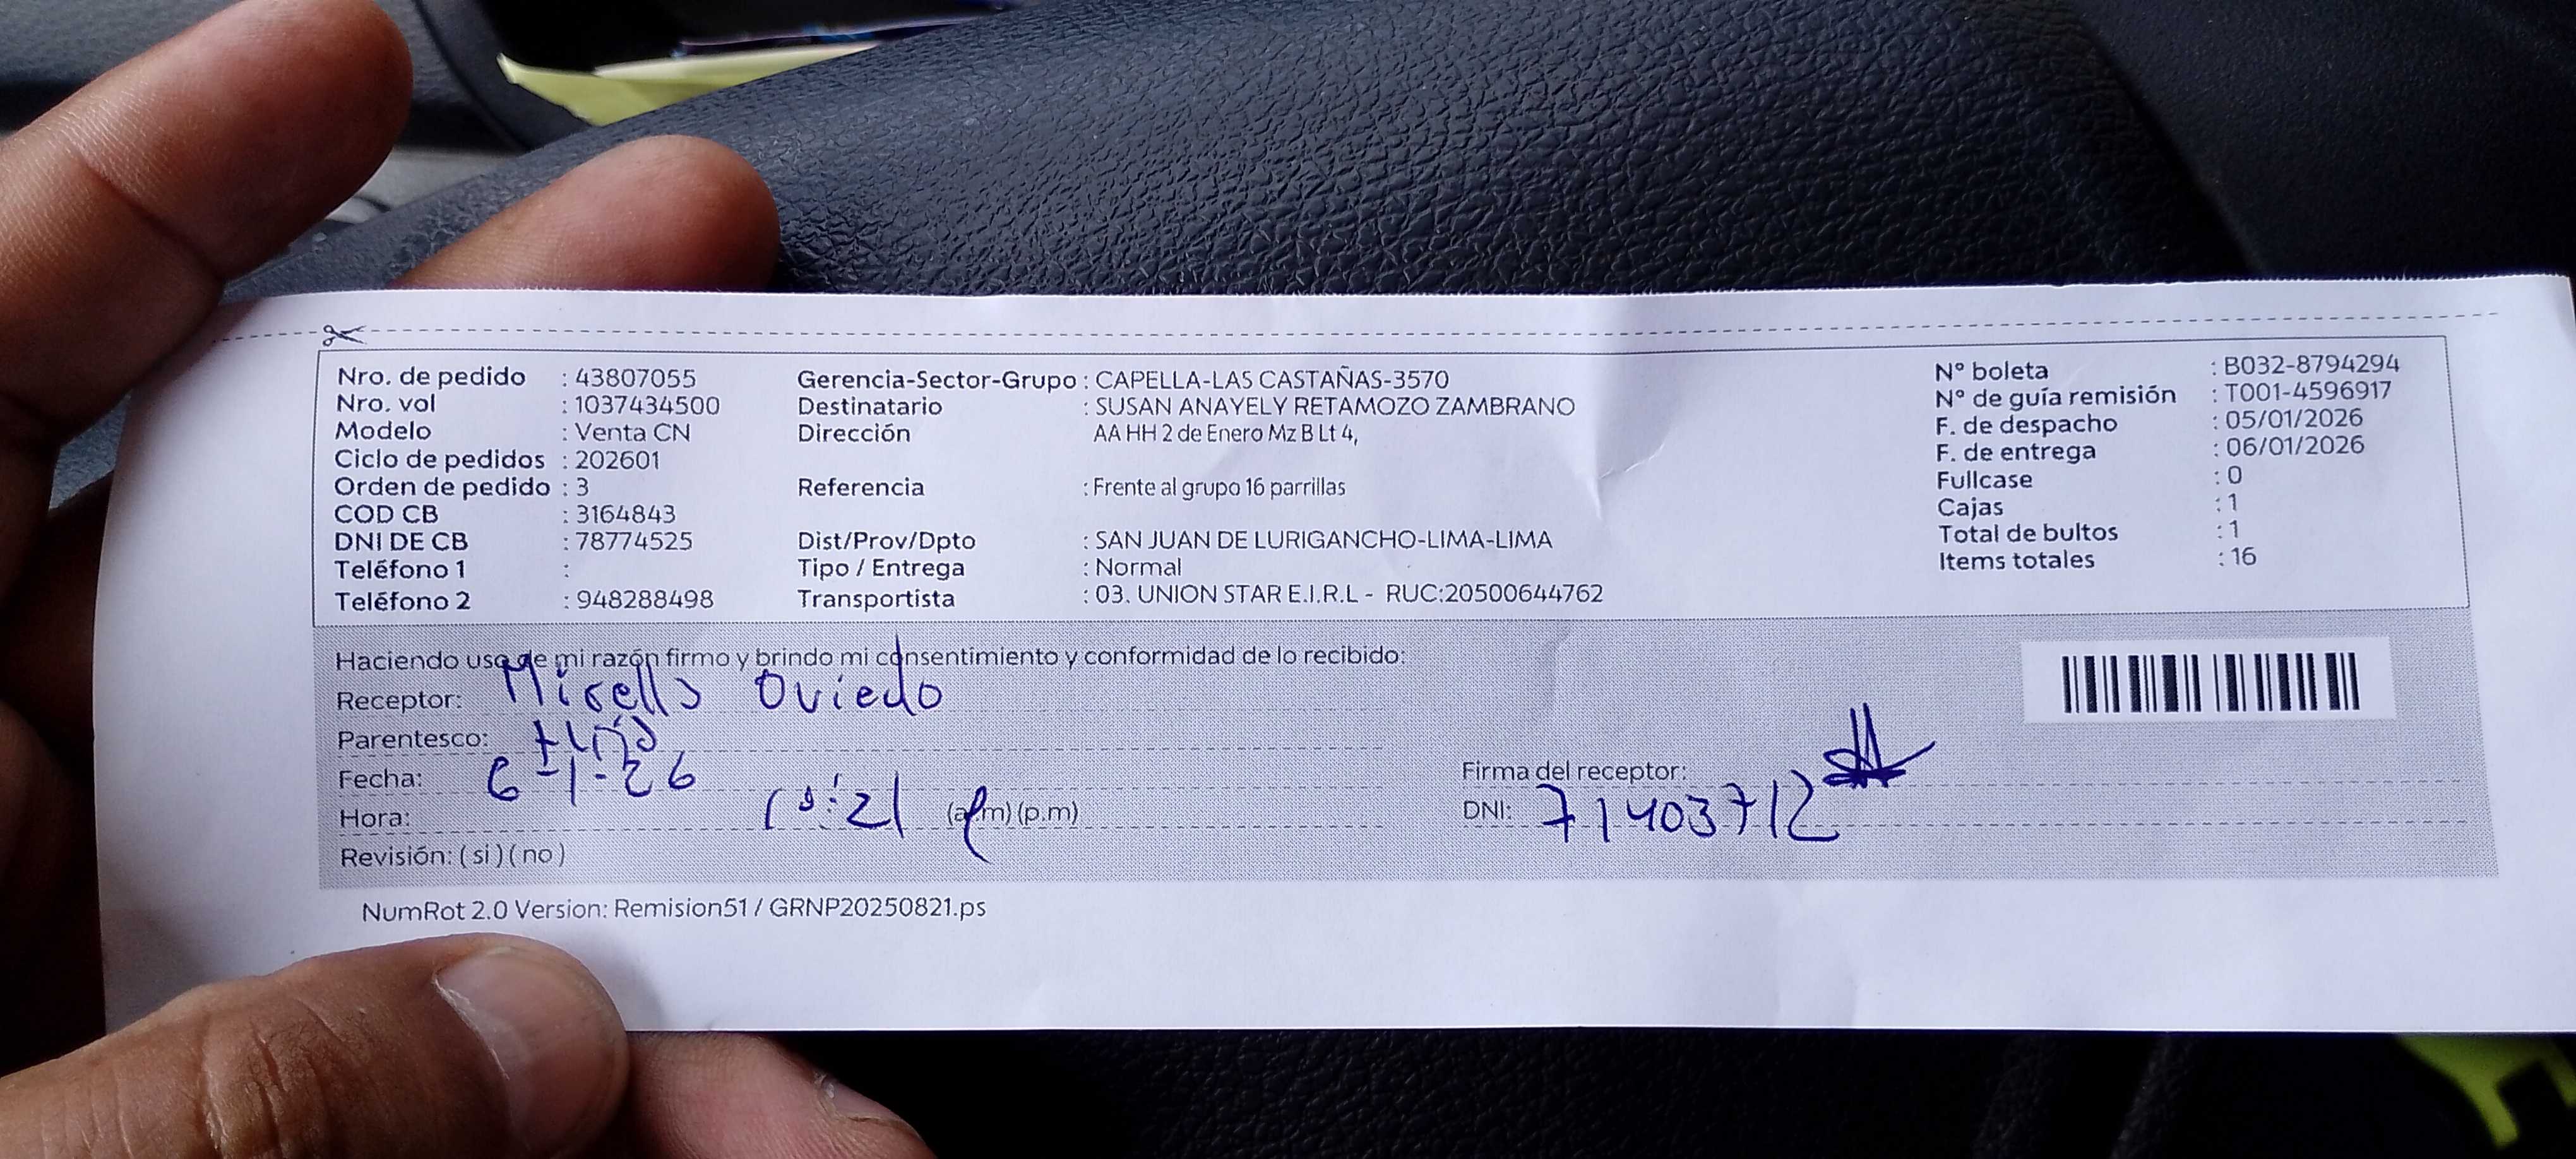 Nro. de pedido : 43807055
Nro. vol : 1037434500
Modelo : Venta CN
Ciclo de pedidos : 202601
Orden de pedido : 3
COD CB : 3164843
DNI DE CB : 78774525
Teléfono 1 :
Teléfono 2 : 948288498
Gerencia-Sector-Grupo : CAPELLA-LAS CASTAÑAS-3570
Destinatario : SUSAN ANAYELY RETAMOZO ZAMBRANO
Dirección AA HH 2 de Enero Mz B Lt 4,
Referencia : Frente al grupo 16 parrillas
Dist/Prov/Dpto : SAN JUAN DE LURIGANCHO-LIMA-LIMA
Tipo / Entrega : Normal
Transportista : 03. UNION STAR E.I.R.L - RUC:20500644762
N° boleta : B032-8794294
N° de guía remisión : T001-4596917
F. de despacho : 05/01/2026
F. de entrega : 06/01/2026
Fullcase : 0
Cajas : 1
Total de bultos : 1
Items totales : 16
Haciendo uso de mi razón firmo y brindo mi consentimiento y conformidad de lo recibido:
Receptor: Oviedo
Parentesco:
Fecha: 6-1-26
Hora: (a.m) (p.m)
Revisión: ( si ) ( no )
Firma del receptor:
DNI: 71403712
NumRot 2.0 Version: Remision51 / GRNP20250821.ps